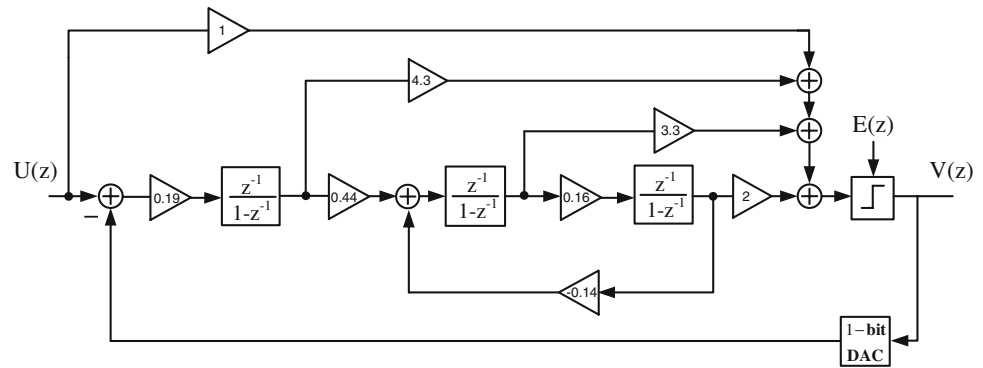 1
4.3
3.3
E(z)
U(z)
V(z)
0.19
z-1
1-z-1
0.44
z-1
1-z-1
0.16
z-1
1-z-1
2
−
-0.14
1−bit
DAC